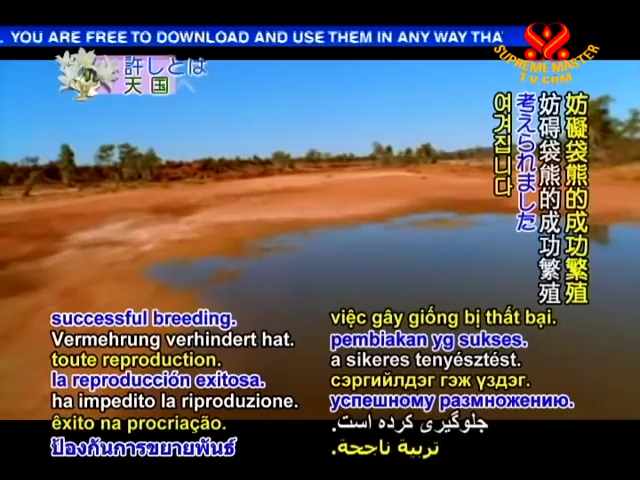 . YOU ARE FREE TO DOWNLOAD AND USE THEM IN ANY WAY THA
SUPREME MASTER
TV.COM
許しとは
天国へ
妨礙袋熊的成功繁殖
妨碍袋熊的成功繁殖
考えられました
여겨집니다
successful breeding.
Vermehrung verhindert hat.
toute reproduction.
la reproducción exitosa.
ha impedito la riproduzione.
êxito na procriação.
ป้องกันการขยายพันธุ์
việc gây giống bị thất bại.
pembiakan yg sukses.
a sikeres tenyésztést.
сэргийлдэг гэж үздэг.
успешному размножению.
جلوگیری کرده است.
تربية ناجحة.